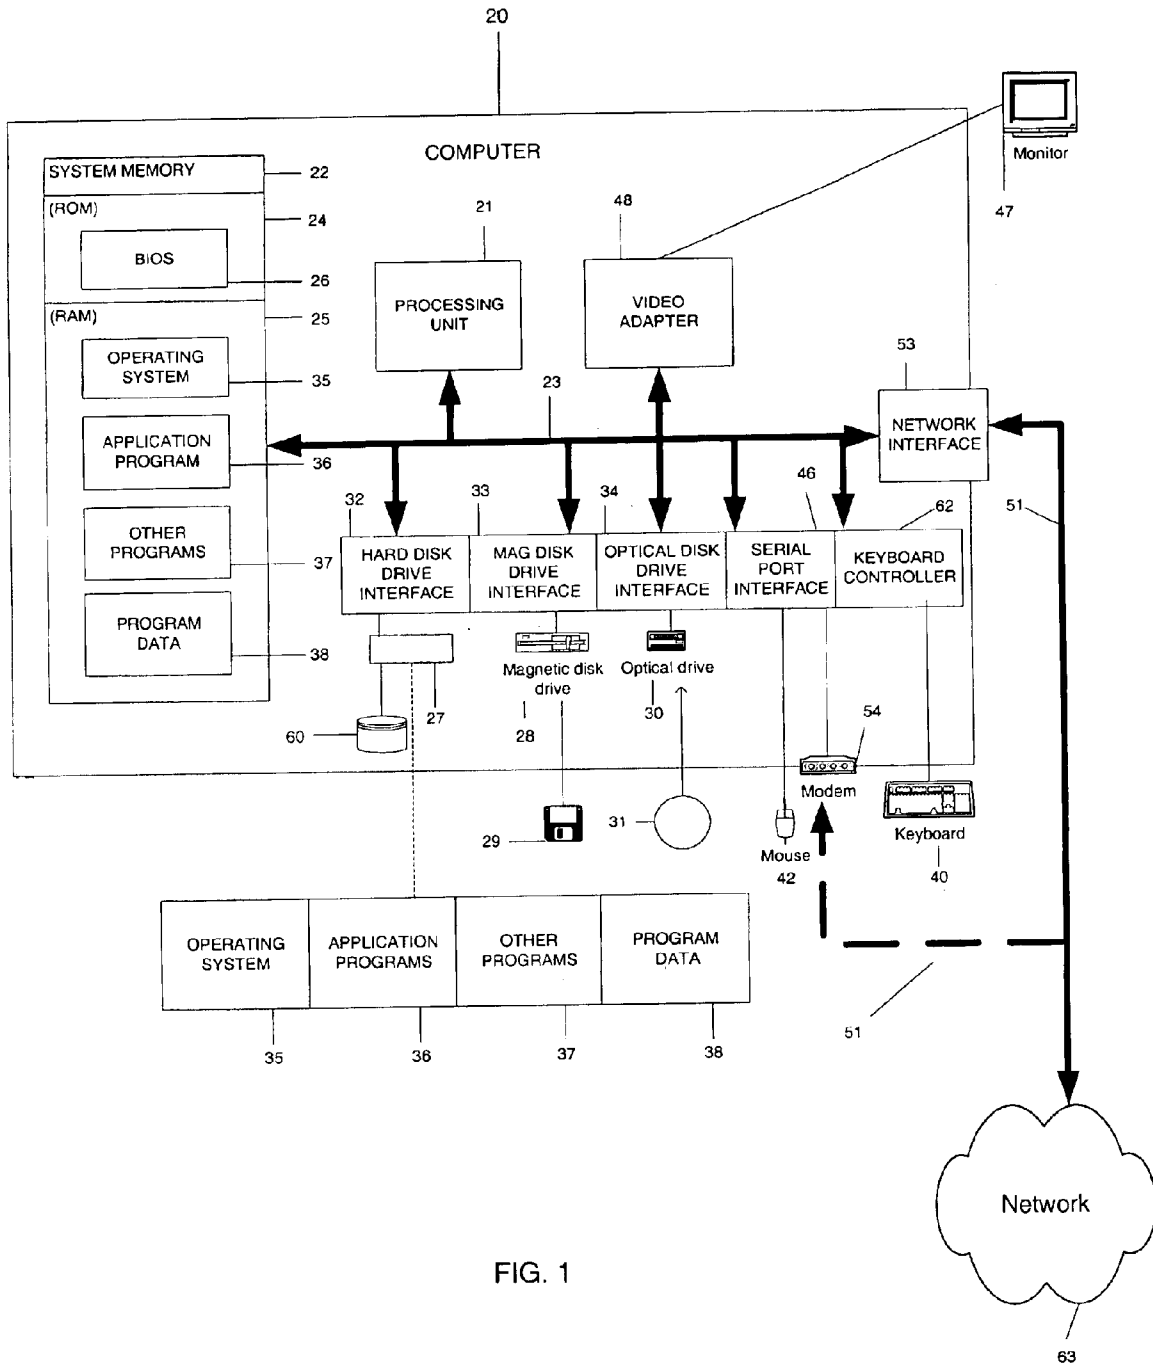 20
COMPUTER
Monitor
47
SYSTEM MEMORY
22
(ROM)
24
BIOS
26
(RAM)
25
OPERATING
SYSTEM
35
APPLICATION
PROGRAM
36
OTHER
PROGRAMS
37
PROGRAM
DATA
38
21
PROCESSING
UNIT
48
VIDEO
ADAPTER
23
53
NETWORK
INTERFACE
51
32
HARD DISK
DRIVE
INTERFACE
33
MAG DISK
DRIVE
INTERFACE
34
OPTICAL DISK
DRIVE
INTERFACE
46
SERIAL
PORT
INTERFACE
62
KEYBOARD
CONTROLLER
27
60
Magnetic disk
drive
28
Optical drive
30
54
Modem
29
31
Mouse
42
Keyboard
40
OPERATING
SYSTEM
35
APPLICATION
PROGRAMS
36
OTHER
PROGRAMS
37
PROGRAM
DATA
38
51
Network
63
FIG. 1